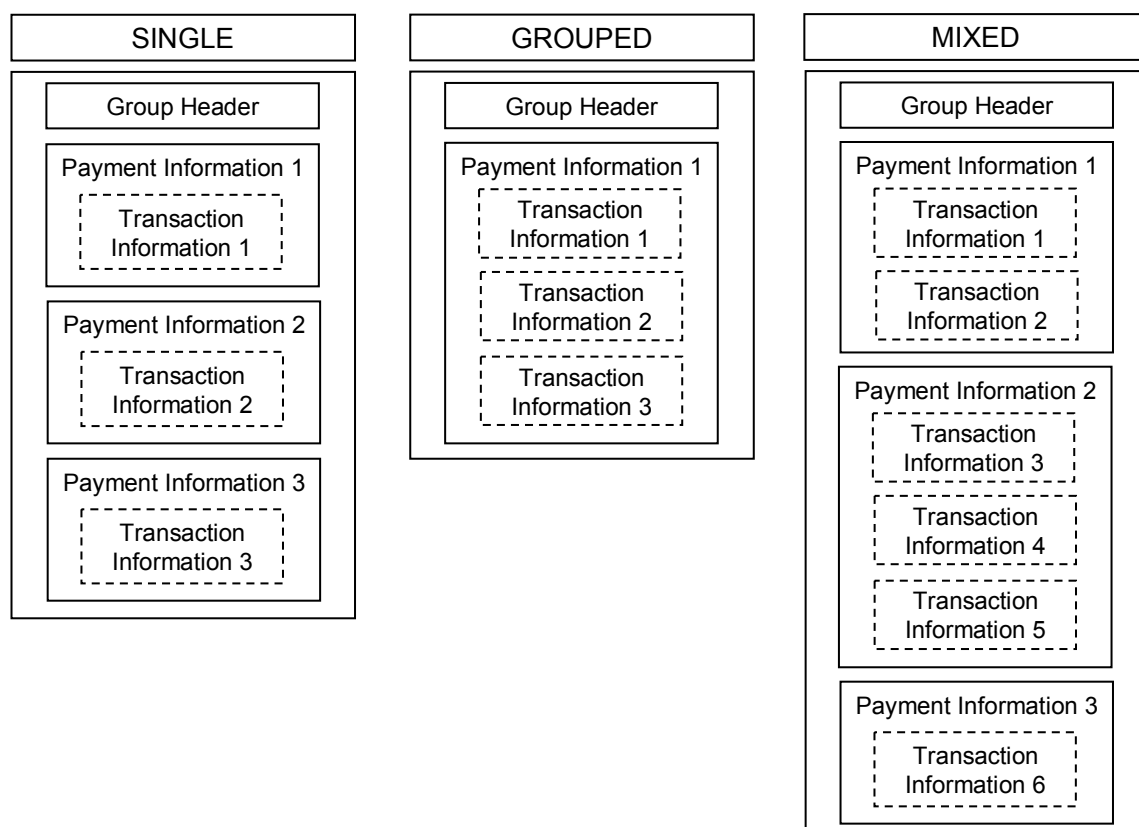 SINGLE
Group Header
Payment Information 1
Transaction
Information 1
Payment Information 2
Transaction
Information 2
Payment Information 3
Transaction
Information 3
GROUPED
Group Header
Payment Information 1
Transaction
Information 1
Transaction
Information 2
Transaction
Information 3
MIXED
Group Header
Payment Information 1
Transaction
Information 1
Transaction
Information 2
Payment Information 2
Transaction
Information 3
Transaction
Information 4
Transaction
Information 5
Payment Information 3
Transaction
Information 6